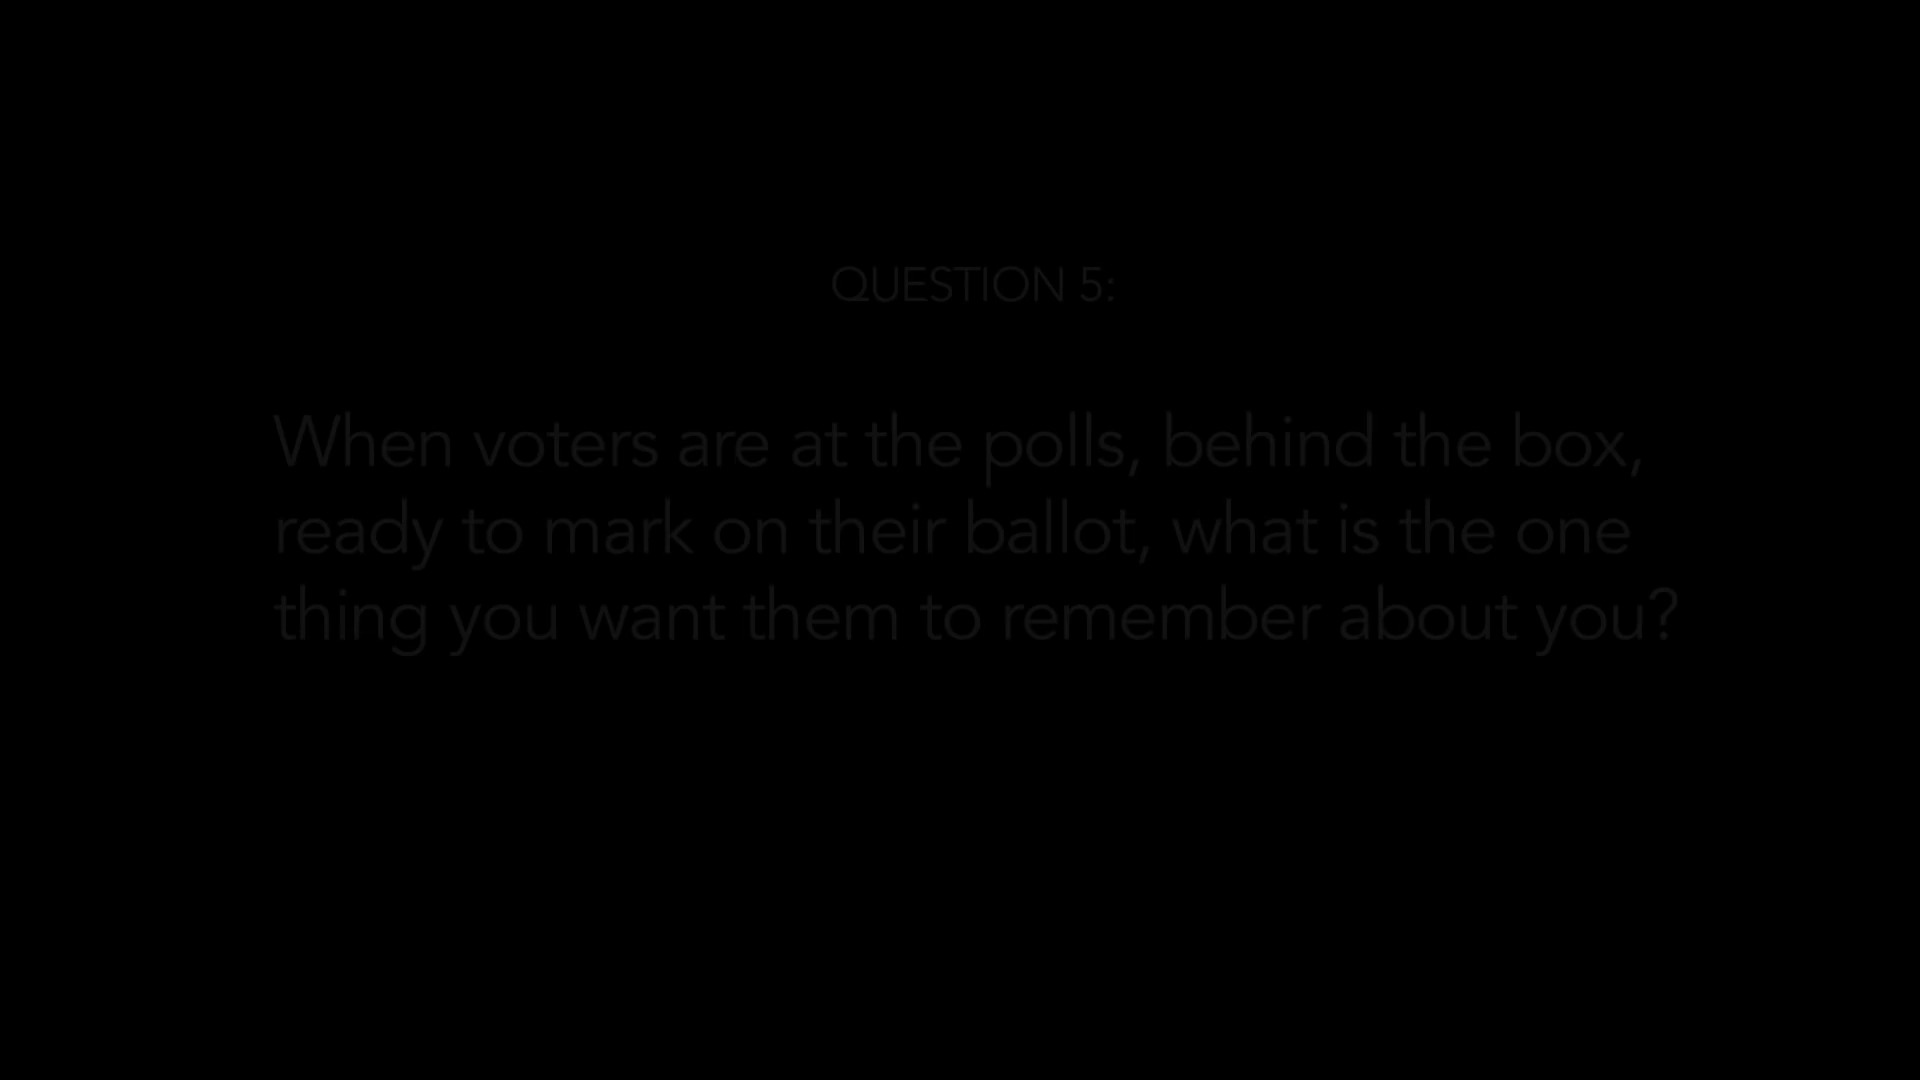 QUESTION 5:
When voters are at the polls, behind the box,
ready to mark on their ballot, what is the one
thing you want them to remember about you?